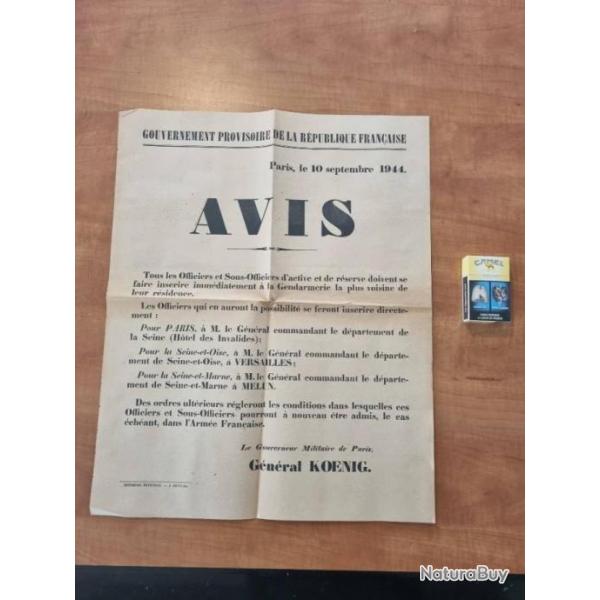 GOUVERNEMENT PROVISOIRE DE LA RÉPUBLIQUE FRANÇAISE
Paris, le 10 septembre 1944.
AVIS
Tous les Officiers et Sous-Officiers d'active et de réserve doivent se
faire inscrire immédiatement à la Gendarmerie la plus voisine de
leur résidence.
Les Officiers qui en auront la possibilité se feront inscrire directe-
ment :
Pour PARIS, à M. le Général commandant le département de
la Seine (Hôtel des Invalides);
Pour la Seine-et-Oise, à M. le Général commandant le départe-
ment de Seine-et-Oise, à VERSAILLES;
Pour la Seine-et-Marne, à M. le Général commandant le départe-
ment de Seine-et-Marne à MELUN.
Des ordres ultérieurs régleront les conditions dans lesquelles ces
Officiers et Sous-Officiers pourront à nouveau être admis, le cas
échéant, dans l'Armée Française.
Le Gouverneur Militaire de Paris,
Général KOENIG.
CAMEL
NaturaBuy